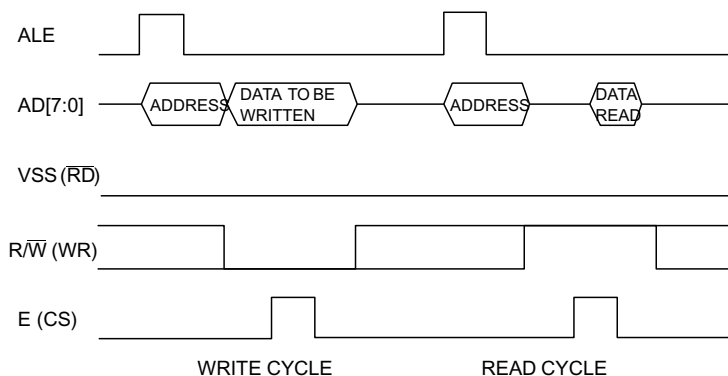 ALE
AD[7:0]
ADDRESS
DATA TO BE
WRITTEN
ADDRESS
DATA
READ
VSS (R̅D̅)
R/W̅ (WR)
E (CS)
WRITE CYCLE
READ CYCLE